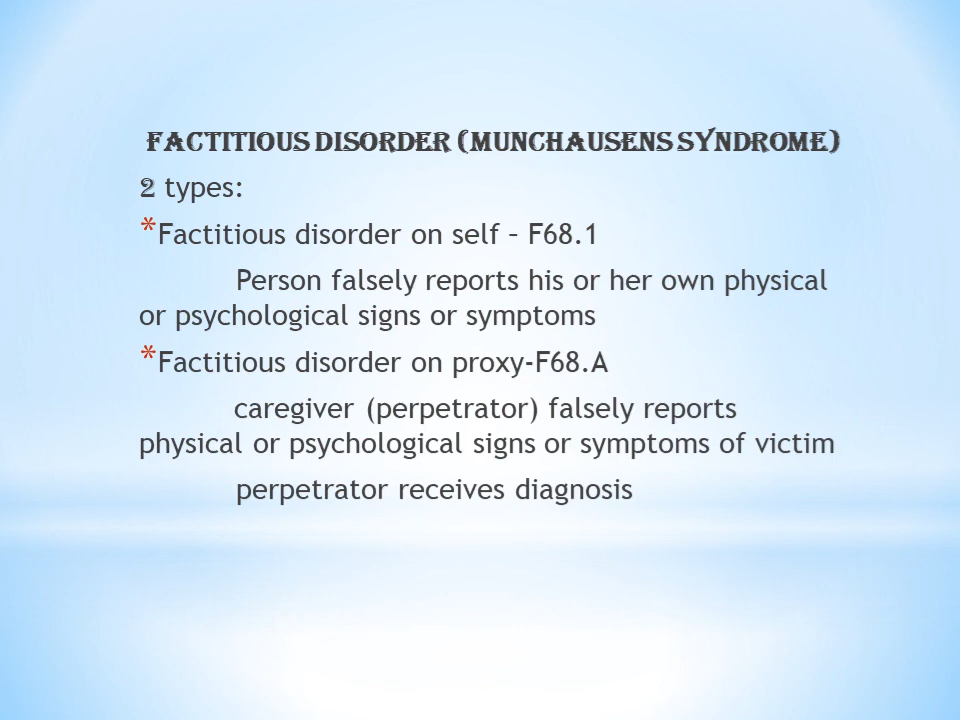 FACTITIOUS DISORDER (MUNCHAUSENS SYNDROME)
2 types:
*Factitious disorder on self – F68.1
Person falsely reports his or her own physical
or psychological signs or symptoms
*Factitious disorder on proxy-F68.A
caregiver (perpetrator) falsely reports
physical or psychological signs or symptoms of victim
perpetrator receives diagnosis